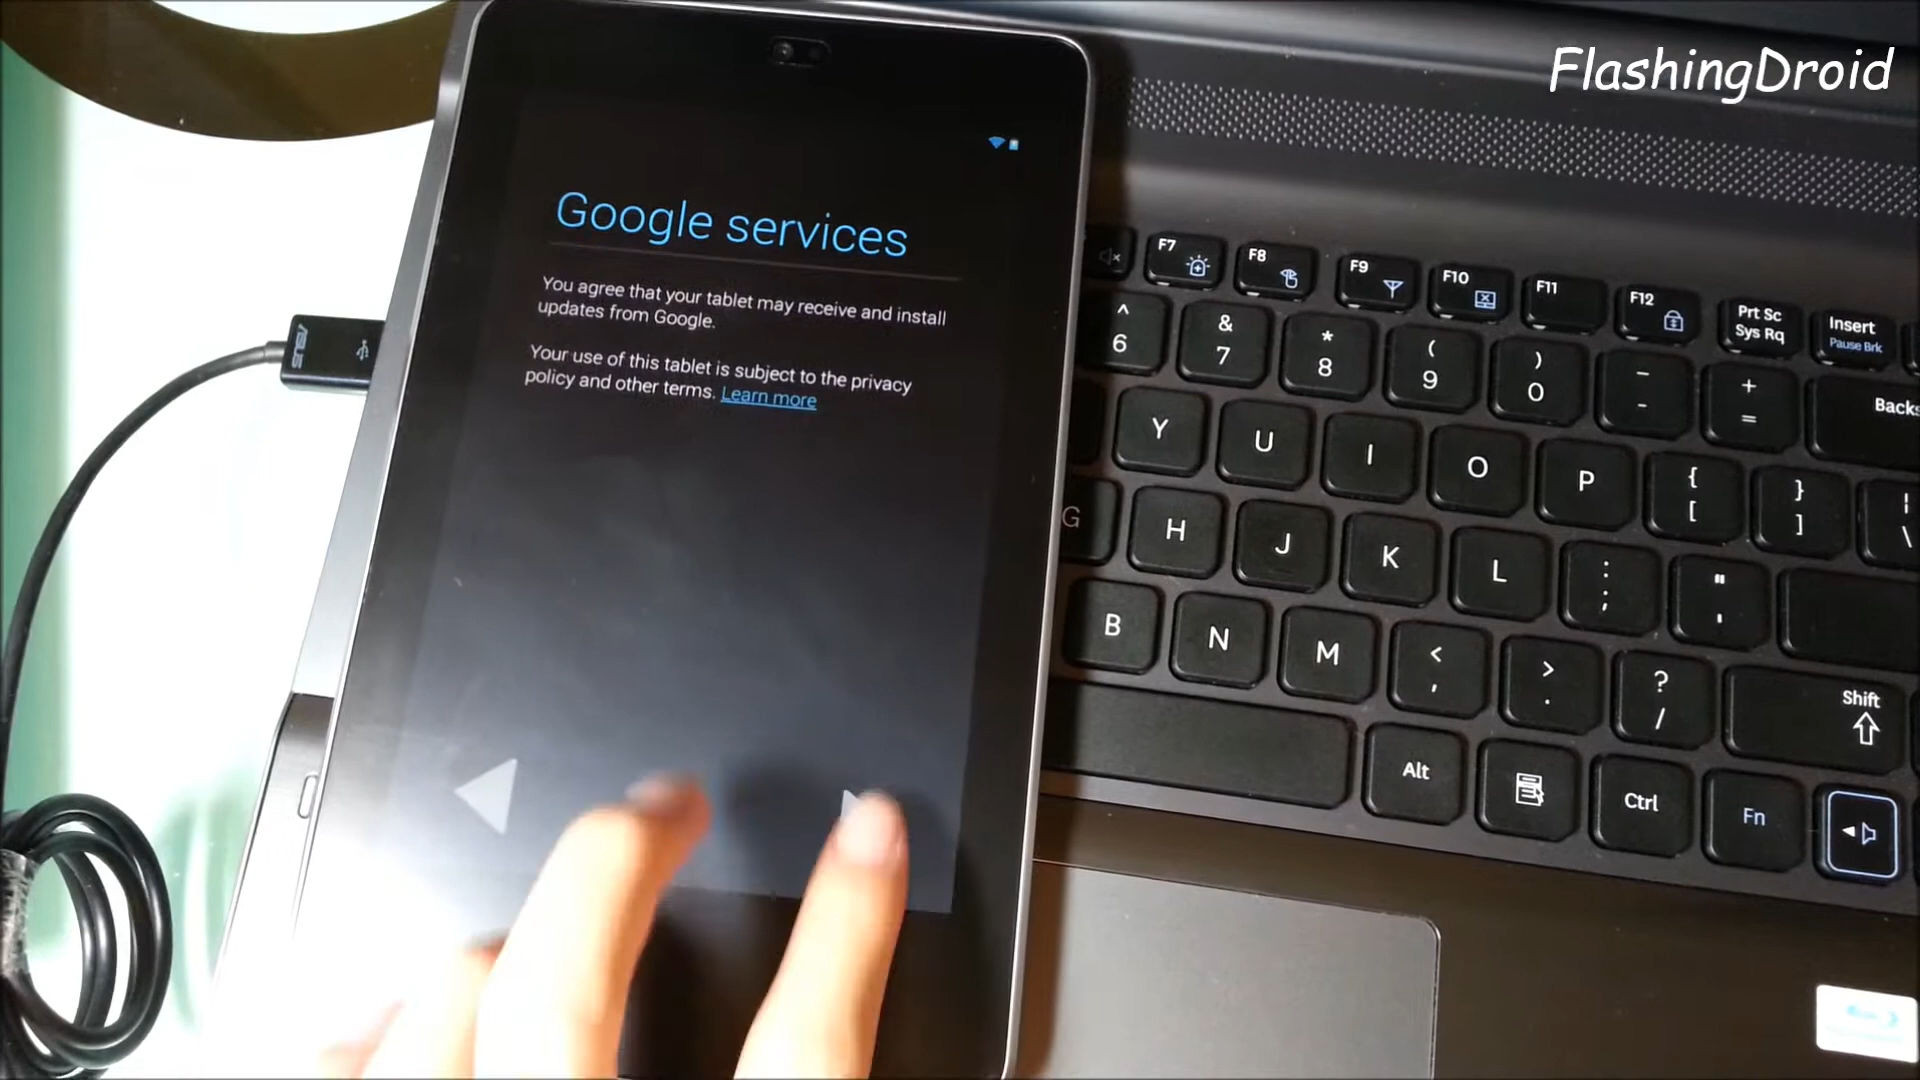 FlashingDroid
Google services
You agree that your tablet may receive and install
updates from Google.
Your use of this tablet is subject to the privacy
policy and other terms. Learn more
ASUS
F7
F8
F9
F10
F11
F12
Prt Sc
Sys Rq
Insert
Pause Brk
^
6
&
7
*
8
(
9
)
0
_
-
+
=
Backs
Y
U
I
O
P
{
[
}
]
|
\
G
H
J
K
L
:
;
"
'
B
N
M
<
,
>
.
?
/
Shift
Alt
Ctrl
Fn